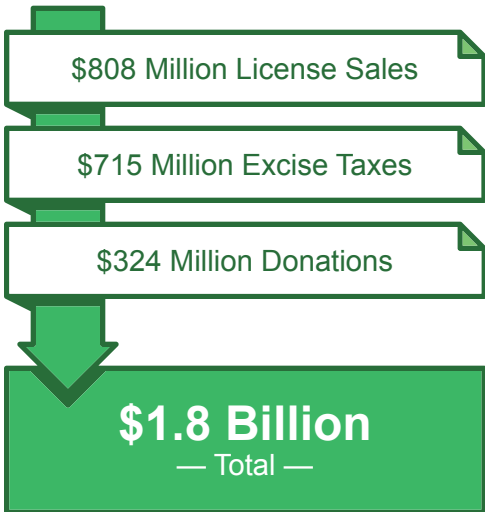 $808 Million License Sales
$715 Million Excise Taxes
$324 Million Donations
$1.8 Billion
— Total —